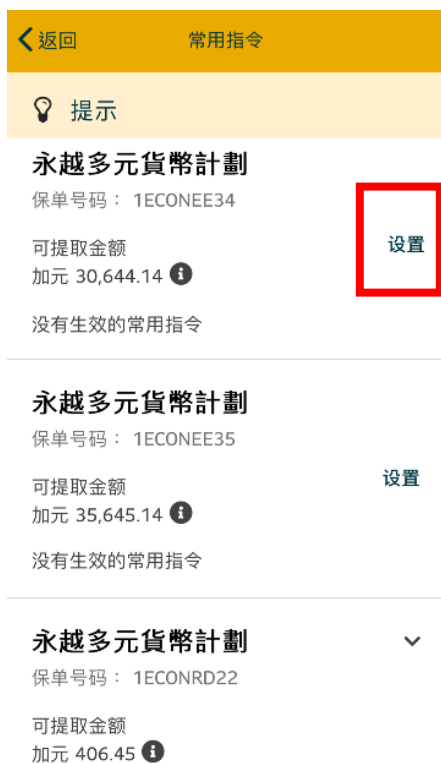 返回 常用指令
提示
永越多元貨幣計劃
保单号码： 1ECONEE34
设置
可提取金额
加元 30,644.14
没有生效的常用指令
永越多元貨幣計劃
保单号码： 1ECONEE35
设置
可提取金额
加元 35,645.14
没有生效的常用指令
永越多元貨幣計劃
保单号码： 1ECONRD22
可提取金额
加元 406.45